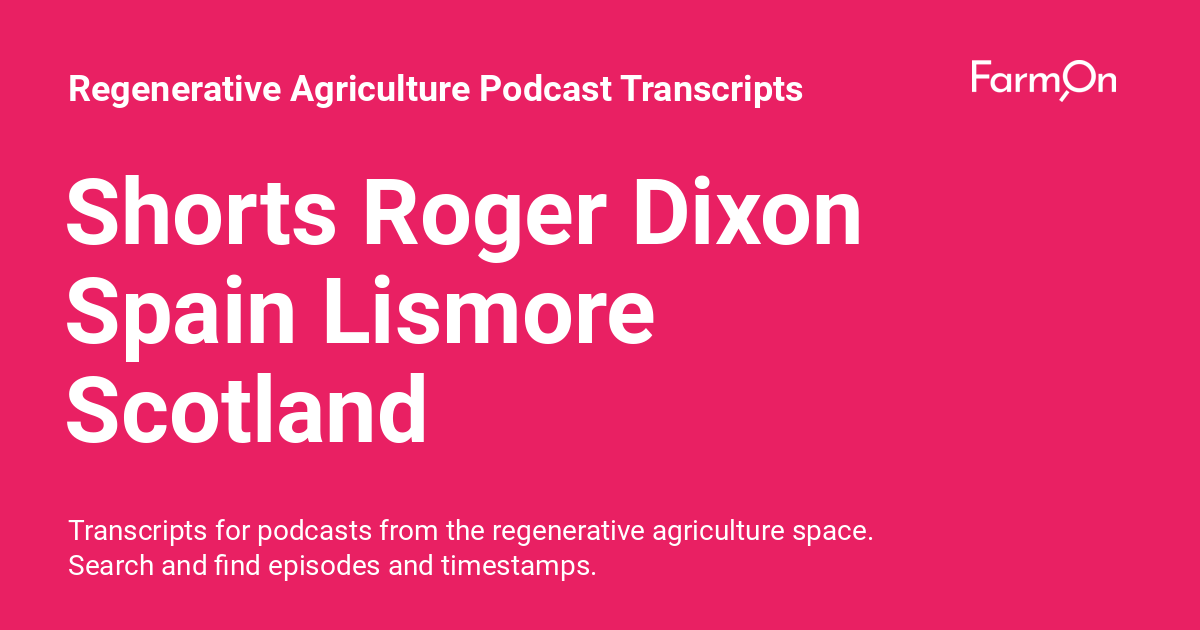 Regenerative Agriculture Podcast Transcripts
FarmOn
Shorts Roger Dixon
Spain Lismore
Scotland
Transcripts for podcasts from the regenerative agriculture space.
Search and find episodes and timestamps.